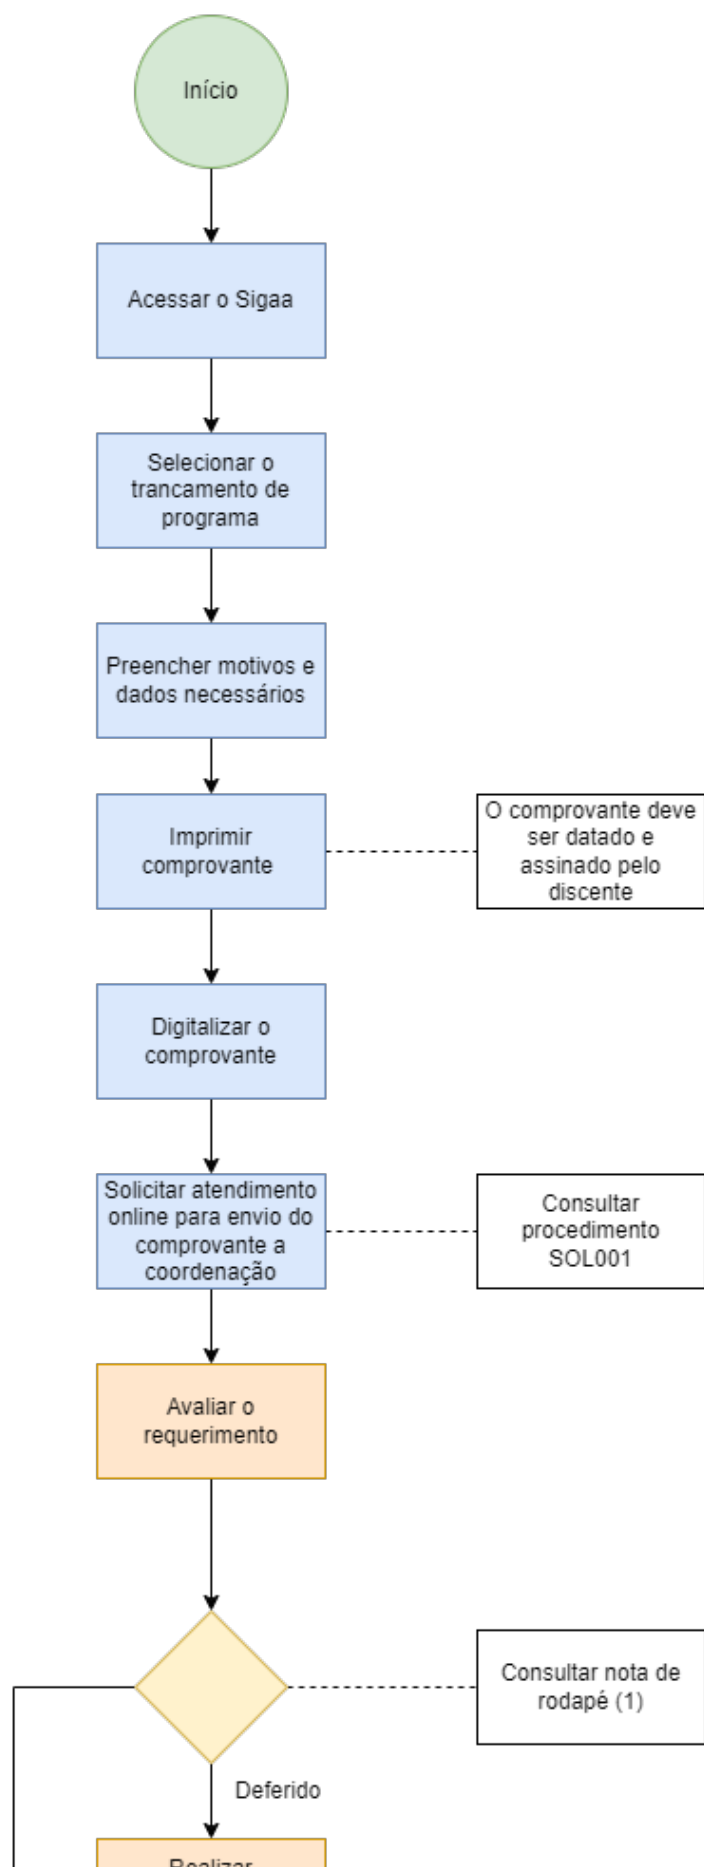 Início
Acessar o Sigaa
Selecionar o
trancamento de
programa
Preencher motivos e
dados necessários
Imprimir
comprovante
O comprovante deve
ser datado e
assinado pelo
discente
Digitalizar o
comprovante
Solicitar atendimento
online para envio do
comprovante a
coordenação
Consultar
procedimento
SOL001
Avaliar o
requerimento
Consultar nota de
rodapé (1)
Deferido
Realizar